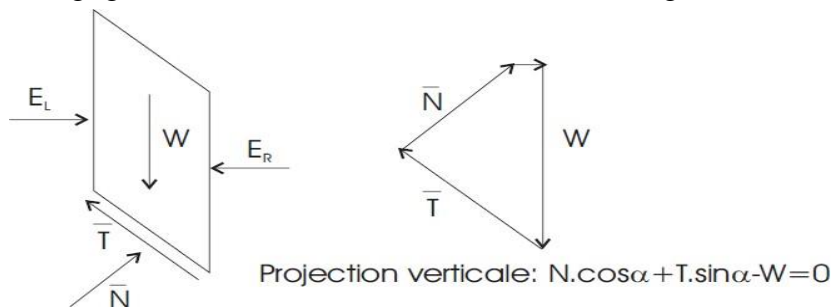 E_L
W
E_R
T̅
N̅
N̅
W
T̅
Projection verticale: N.cosα+T.sinα-W=0